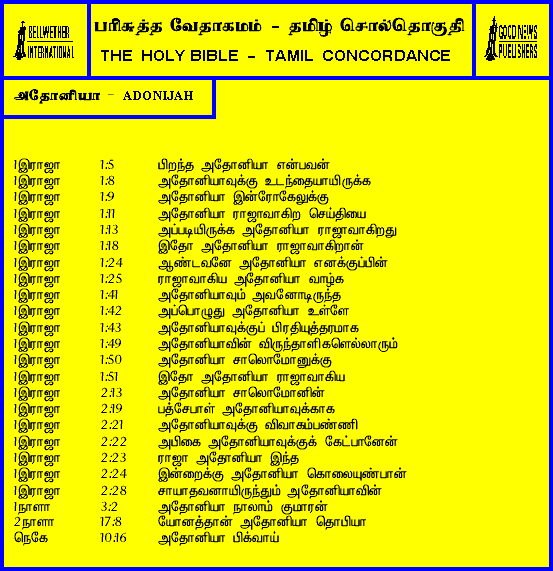 BELLWETHER INTERNATIONAL
பரிசுத்த வேதாகமம் - தமிழ் சொல்தொகுதி
THE HOLY BIBLE - TAMIL CONCORDANCE
GOOD NEWS PUBLISHERS
அதோனியா - ADONIJAH
1இராஜா 1:5 பிறந்த அதோனியா என்பவன்
1இராஜா 1:8 அதோனியாவுக்கு உடந்தையாயிருக்க
1இராஜா 1:9 அதோனியா இன்ரோகேலுக்கு
1இராஜா 1:11 அதோனியா ராஜாவாகிற செய்தியை
1இராஜா 1:13 அப்படியிருக்க அதோனியா ராஜாவாகிறது
1இராஜா 1:18 இதோ அதோனியா ராஜாவாகிறான்
1இராஜா 1:24 ஆண்டவனே அதோனியா எனக்குப்பின்
1இராஜா 1:25 ராஜாவாகிய அதோனியா வாழ்க
1இராஜா 1:41 அதோனியாவும் அவனோடிருந்த
1இராஜா 1:42 அப்பொழுது அதோனியா உள்ளே
1இராஜா 1:43 அதோனியாவுக்குப் பிரதியுத்தரமாக
1இராஜா 1:49 அதோனியாவின் விருந்தாளிகளெல்லாரும்
1இராஜா 1:50 அதோனியா சாலொமோனுக்கு
1இராஜா 1:51 இதோ அதோனியா ராஜாவாகிய
1இராஜா 2:13 அதோனியா சாலொமோனின்
1இராஜா 2:19 பத்சேபாள் அதோனியாவுக்காக
1இராஜா 2:21 அதோனியாவுக்கு விவாகம்பண்ணி
1இராஜா 2:22 அபிகை அதோனியாவுக்குக் கேட்பானேன்
1இராஜா 2:23 ராஜா அதோனியா இந்த
1இராஜா 2:24 இன்றைக்கு அதோனியா கொலையுண்பான்
1இராஜா 2:28 சாயாதவனாயிருந்தும் அதோனியாவின்
1நாளா 3:2 அதோனியா நாலாம் குமாரன்
2நாளா 17:8 யோனத்தான் அதோனியா தொபியா
நெகே 10:16 அதோனியா பிக்வாய்